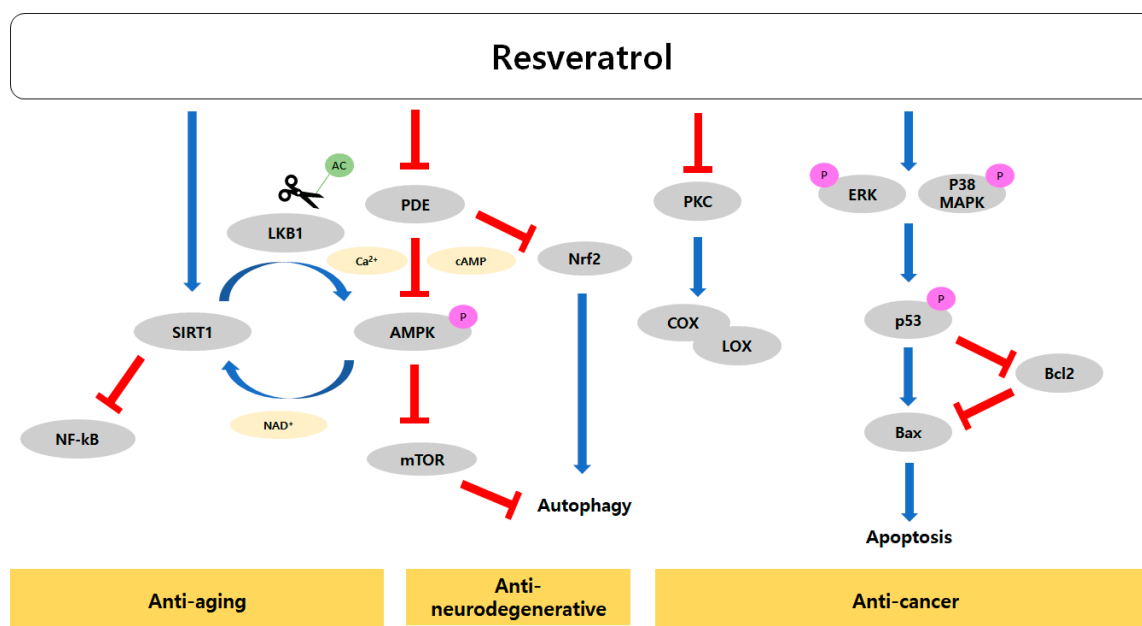 Resveratrol
AC
LKB1
Ca²⁺
SIRT1
NF-kB
NAD⁺
PDE
cAMP
Nrf2
AMPK
P
mTOR
Autophagy
PKC
COX
LOX
P
ERK
P38
MAPK
P
p53
P
Bcl2
Bax
Apoptosis
Anti-aging
Anti-
neurodegenerative
Anti-cancer